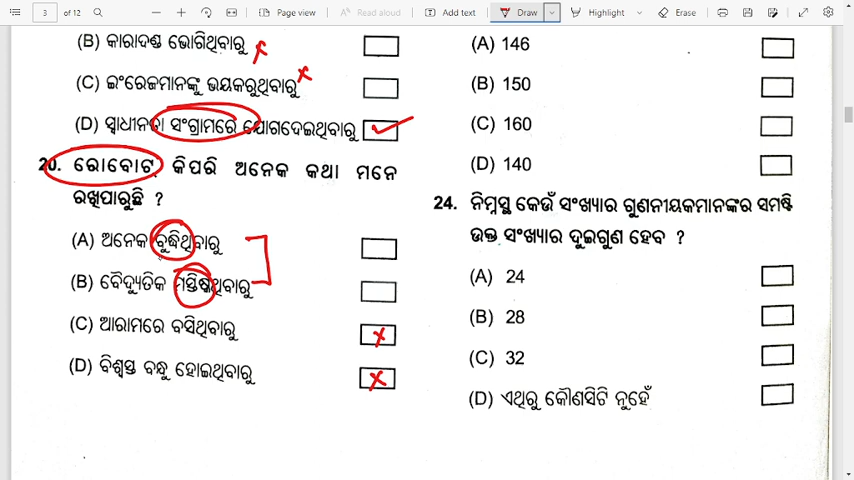 3 of 12
Page view
Read aloud
Add text
Draw
Highlight
Erase
(B) କାରାଦଣ୍ଡ ଭୋଗିଥିବାରୁ
(C) ଇଂରେଜମାନଙ୍କୁ ଭୟକରୁଥିବାରୁ
(D) ସ୍ବାଧୀନତା ସଂଗ୍ରାମରେ ଯୋଗଦେଇଥିବାରୁ
20. ରୋବୋଟ କିପରି ଅନେକ କଥା ମନେ
ରଖିପାରୁଛି ?
(A) ଅନେକ ବୁଦ୍ଧିଥିବାରୁ
(B) ବୈଦ୍ୟୁତିକ ମସ୍ତିଷ୍କଥିବାରୁ
(C) ଆରାମରେ ବସିଥିବାରୁ
(D) ବିଶ୍ବସ୍ତ ବନ୍ଧୁ ହୋଇଥିବାରୁ
(A) 146
(B) 150
(C) 160
(D) 140
24. ନିମ୍ନସ୍ଥ କେଉଁ ସଂଖ୍ୟାର ଗୁଣନୀୟକମାନଙ୍କର ସମଷ୍ଟି
ଉକ୍ତ ସଂଖ୍ୟାର ଦୁଇଗୁଣ ହେବ ?
(A) 24
(B) 28
(C) 32
(D) ଏଥିରୁ କୌଣସିଟି ନୁହେଁ